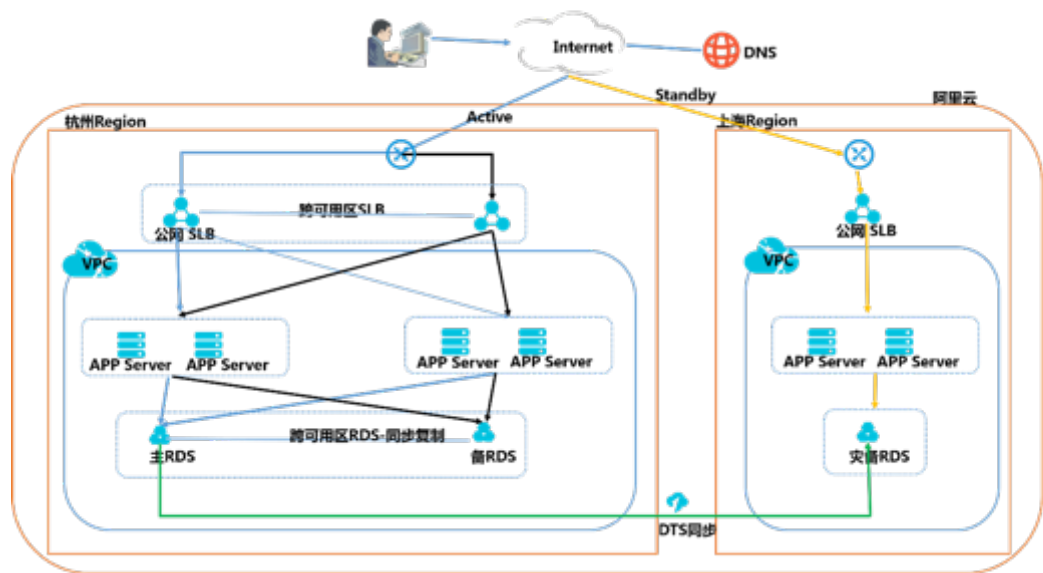 Internet
DNS
Standby
阿里云
杭州Region
Active
上海Region
跨可用区SLB
公网 SLB
公网 SLB
VPC
VPC
APP Server
APP Server
APP Server
APP Server
APP Server
APP Server
跨可用区RDS-同步复制
主RDS
备RDS
灾备RDS
DTS同步